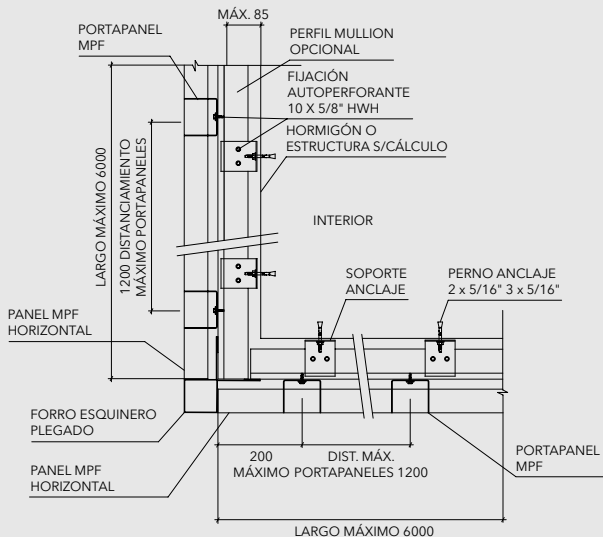 MÁX. 85
PORTAPANEL
MPF
PERFIL MULLION
OPCIONAL
FIJACIÓN
AUTOPERFORANTE
10 X 5/8" HWH
HORMIGÓN O
ESTRUCTURA S/CÁLCULO
LARGO MÁXIMO 6000
1200 DISTANCIAMIENTO
MÁXIMO PORTAPANELES
INTERIOR
SOPORTE
ANCLAJE
PERNO ANCLAJE
2 x 5/16" 3 x 5/16"
PANEL MPF
HORIZONTAL
FORRO ESQUINERO
PLEGADO
200
DIST. MÁX.
MÁXIMO PORTAPANELES 1200
PANEL MPF
HORIZONTAL
PORTAPANEL
MPF
LARGO MÁXIMO 6000